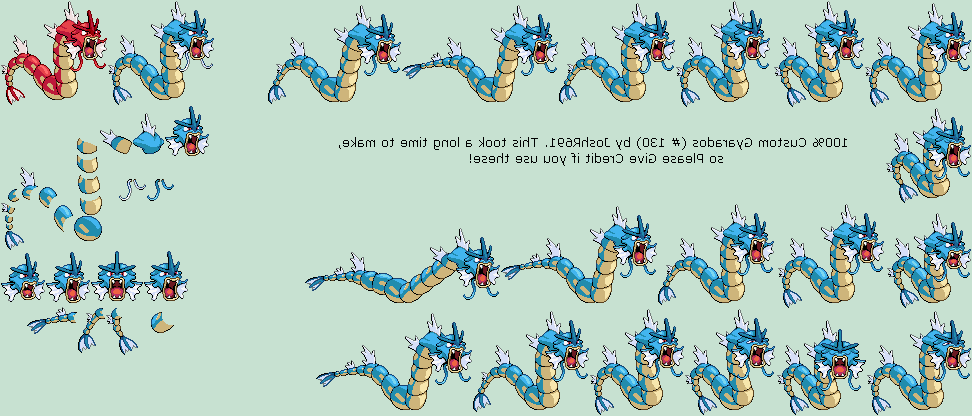 100% Custom Gyarados (# 130) by JoshR691. This took a long time to make,
so Please Give Credit if you use these!